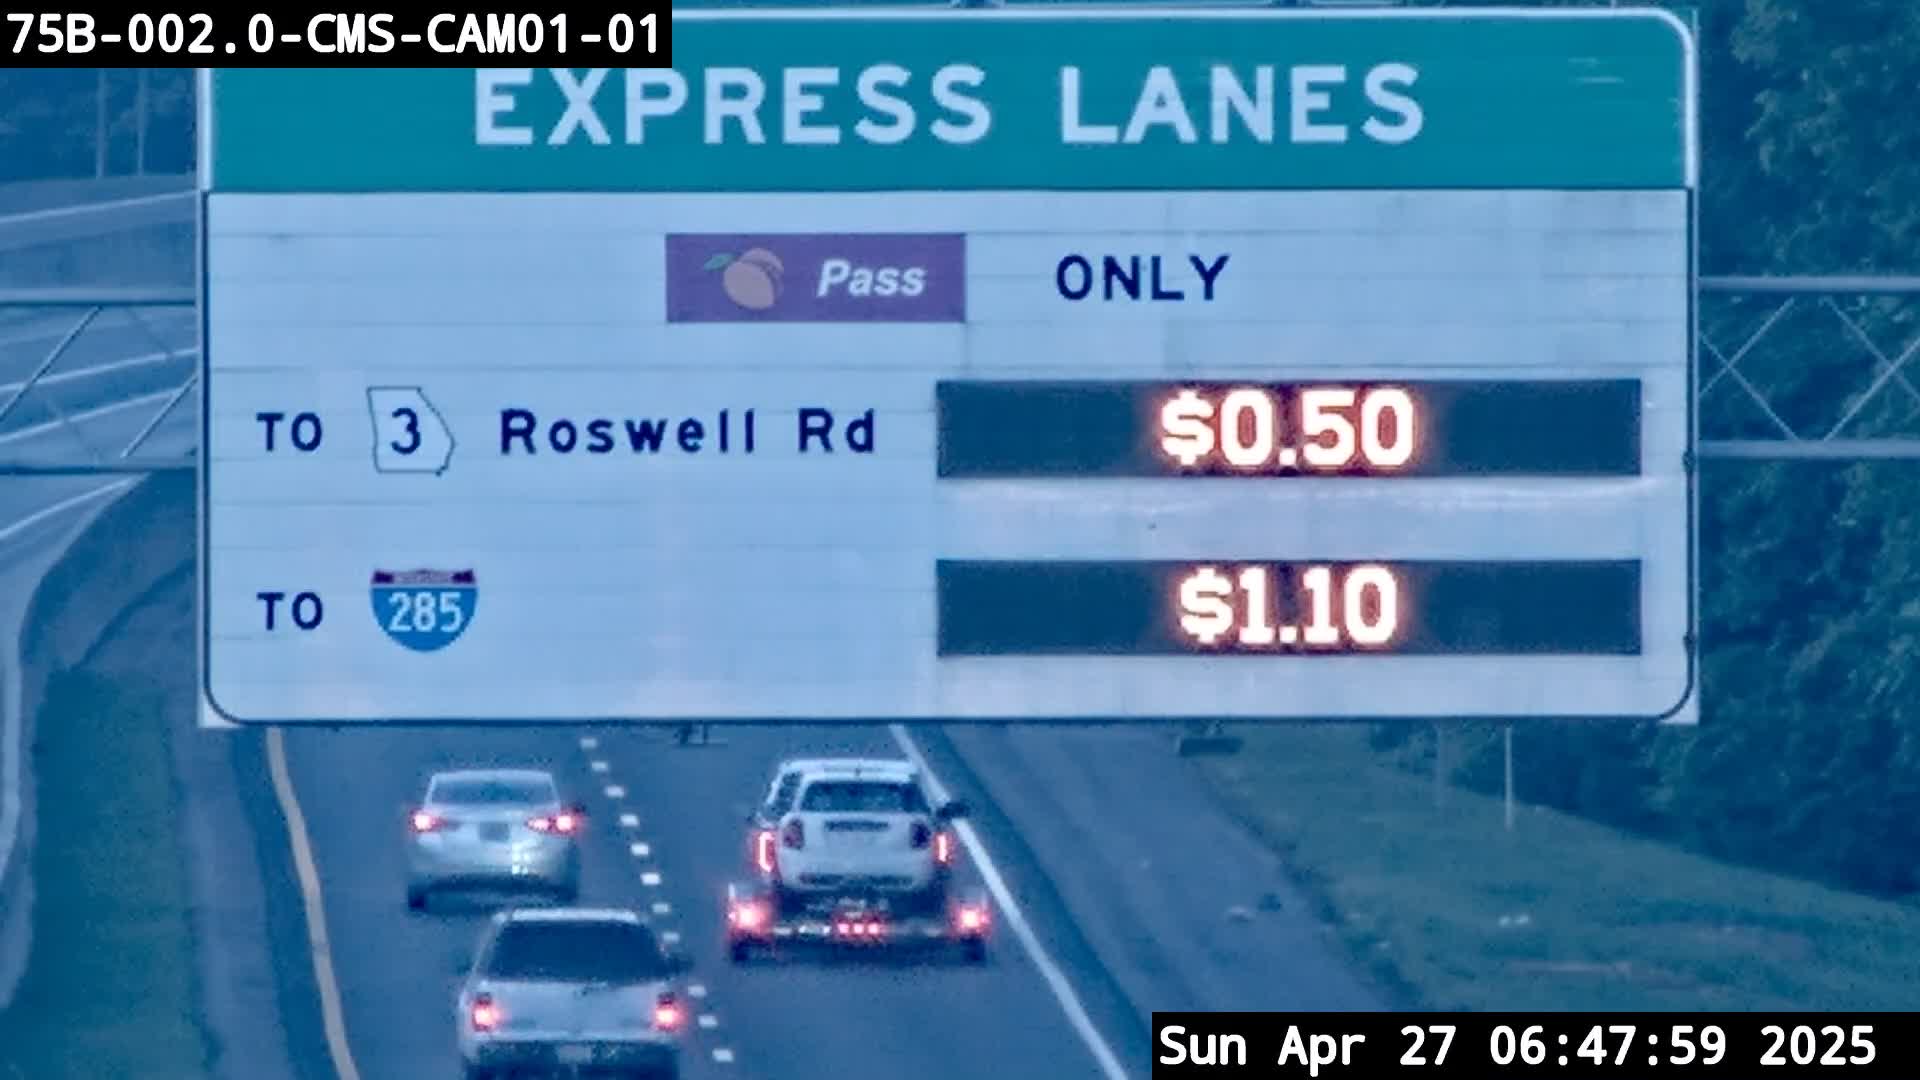 75B-002.0-CMS-CAM01-01
EXPRESS LANES
Pass ONLY
TO 3 Roswell Rd $0.50
TO 285 $1.10
Sun Apr 27 06:47:59 2025